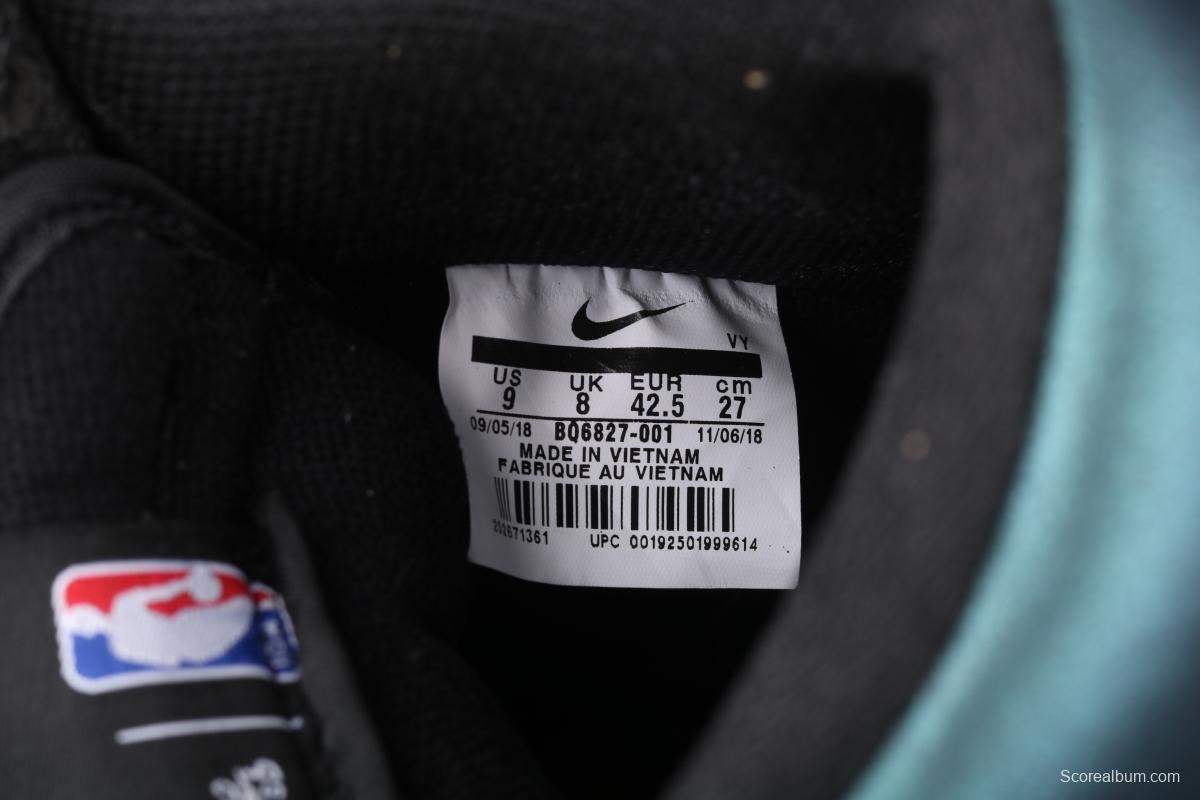 VY
US UK EUR cm
9 8 42.5 27
09/05/18 BQ6827-001 11/06/18
MADE IN VIETNAM
FABRIQUE AU VIETNAM
202671361 UPC 00192501999614
Scorealbum.com